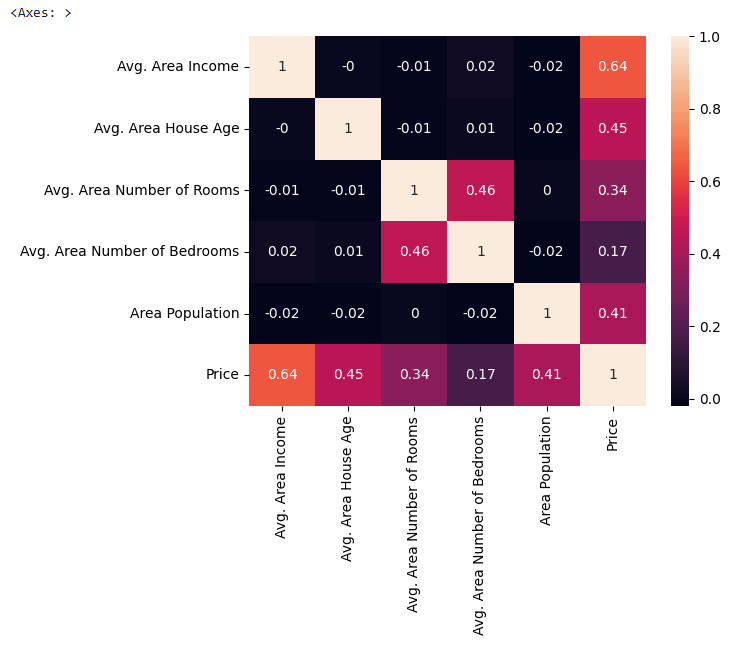 <Axes: >
Avg. Area Income 1 -0 -0.01 0.02 -0.02 0.64
Avg. Area House Age -0 1 -0.01 0.01 -0.02 0.45
Avg. Area Number of Rooms -0.01 -0.01 1 0.46 0 0.34
Avg. Area Number of Bedrooms 0.02 0.01 0.46 1 -0.02 0.17
Area Population -0.02 -0.02 0 -0.02 1 0.41
Price 0.64 0.45 0.34 0.17 0.41 1
Avg. Area Income
Avg. Area House Age
Avg. Area Number of Rooms
Avg. Area Number of Bedrooms
Area Population
Price
1.0
0.8
0.6
0.4
0.2
0.0